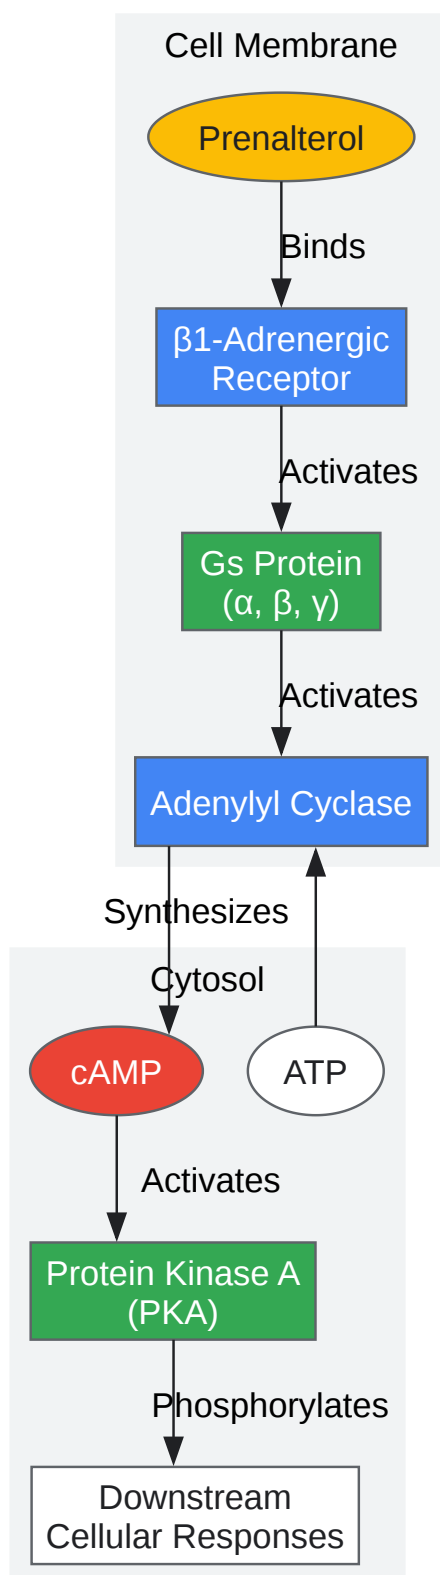 Cell Membrane
Prenalterol
Binds
β1-Adrenergic
Receptor
Activates
Gs Protein
(α, β, γ)
Activates
Adenylyl Cyclase
Synthesizes
Cytosol
cAMP
ATP
Activates
Protein Kinase A
(PKA)
Phosphorylates
Downstream
Cellular Responses